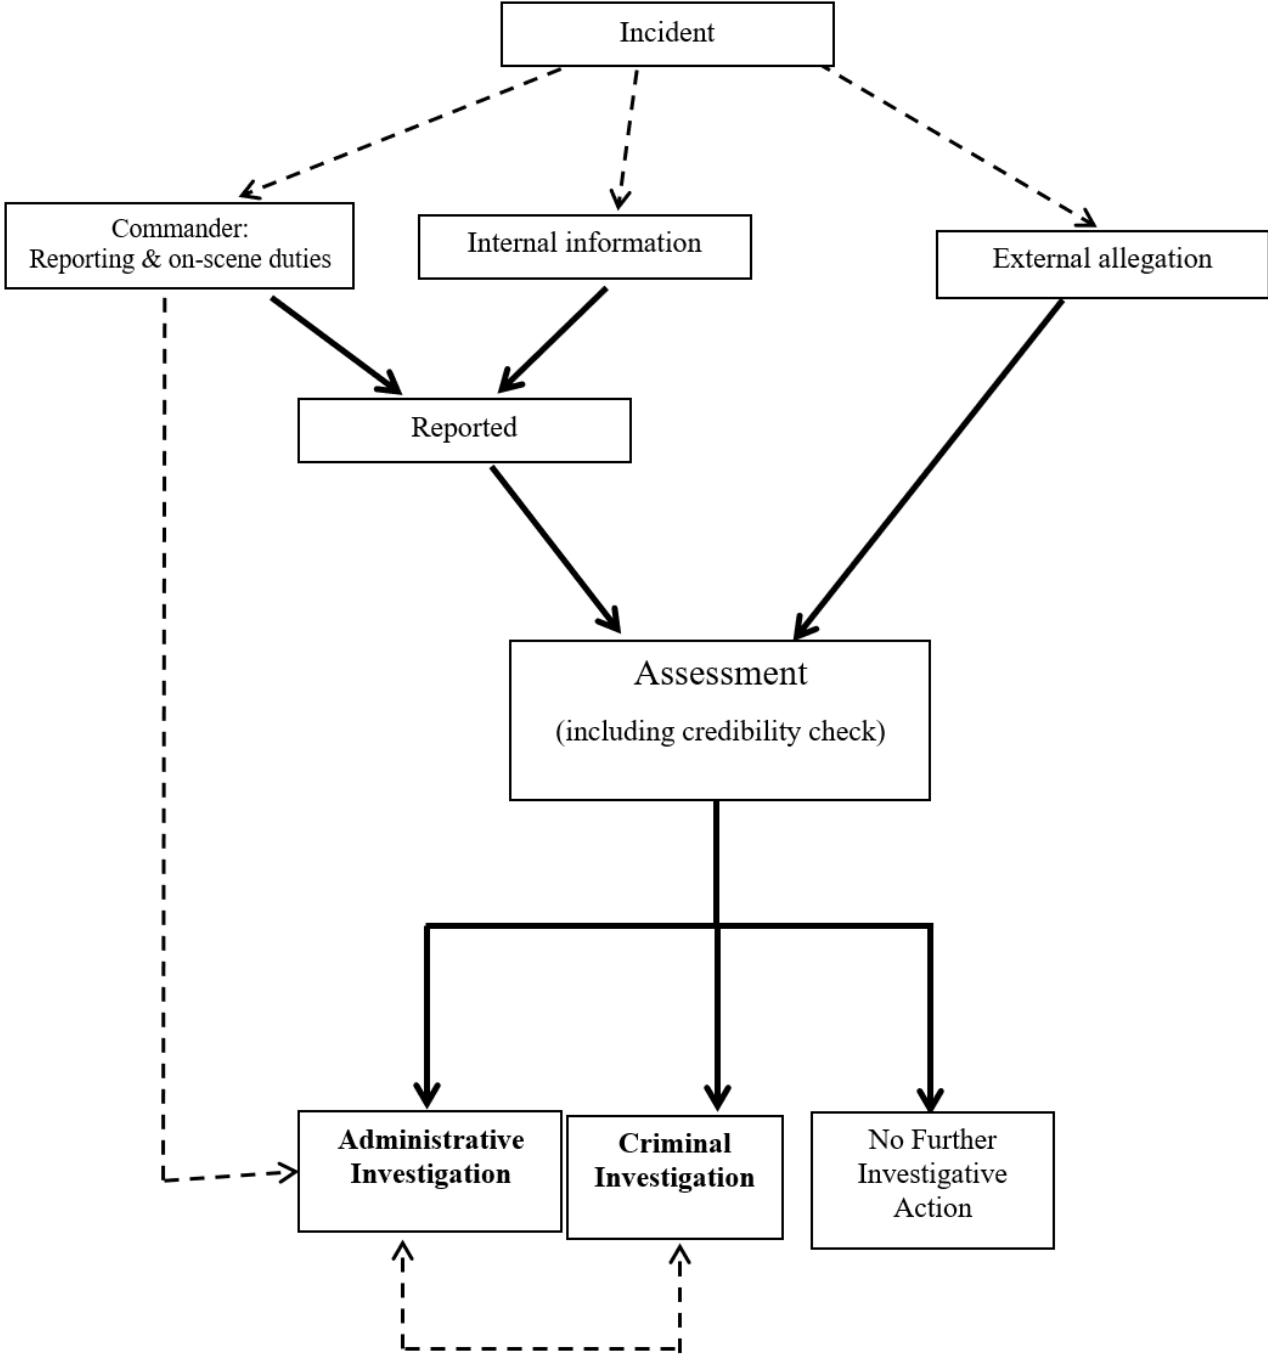 Incident
Commander:
Reporting & on-scene duties
Internal information
External allegation
Reported
Assessment
(including credibility check)
Administrative
Investigation
Criminal
Investigation
No Further
Investigative
Action